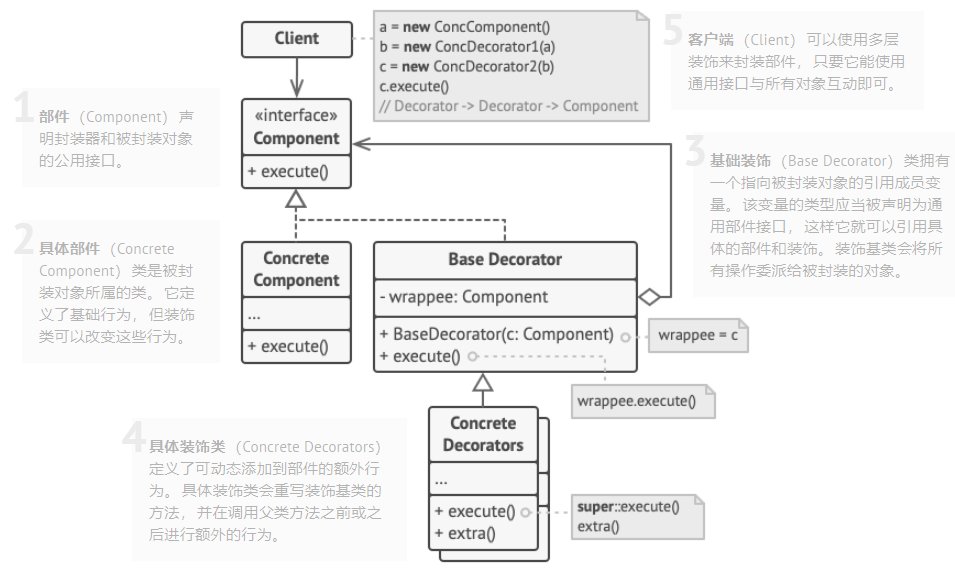 Client
a = new ConcComponent()
b = new ConcDecorator1(a)
c = new ConcDecorator2(b)
c.execute()
// Decorator -> Decorator -> Component
5
客户端 （Client） 可以使用多层
装饰来封装部件， 只要它能使用
通用接口与所有对象互动即可。
1
部件 （Component） 声
明封装器和被封装对象
的公用接口。
«interface»
Component
+ execute()
3
基础装饰 （Base Decorator） 类拥有
一个指向被封装对象的引用成员变
量。 该变量的类型应当被声明为通
用部件接口， 这样它就可以引用具
体的部件和装饰。 装饰基类会将所
有操作委派给被封装的对象。
2
具体部件 （Concrete
Component） 类是被封
装对象所属的类。 它定
义了基础行为， 但装饰
类可以改变这些行为。
Concrete
Component
...
+ execute()
Base Decorator
- wrappee: Component
+ BaseDecorator(c: Component)
+ execute()
wrappee = c
wrappee.execute()
4
具体装饰类 （Concrete Decorators）
定义了可动态添加到部件的额外行
为。 具体装饰类会重写装饰基类的
方法， 并在调用父类方法之前或之
后进行额外的行为。
Concrete
Decorators
...
+ execute()
+ extra()
super::execute()
extra()